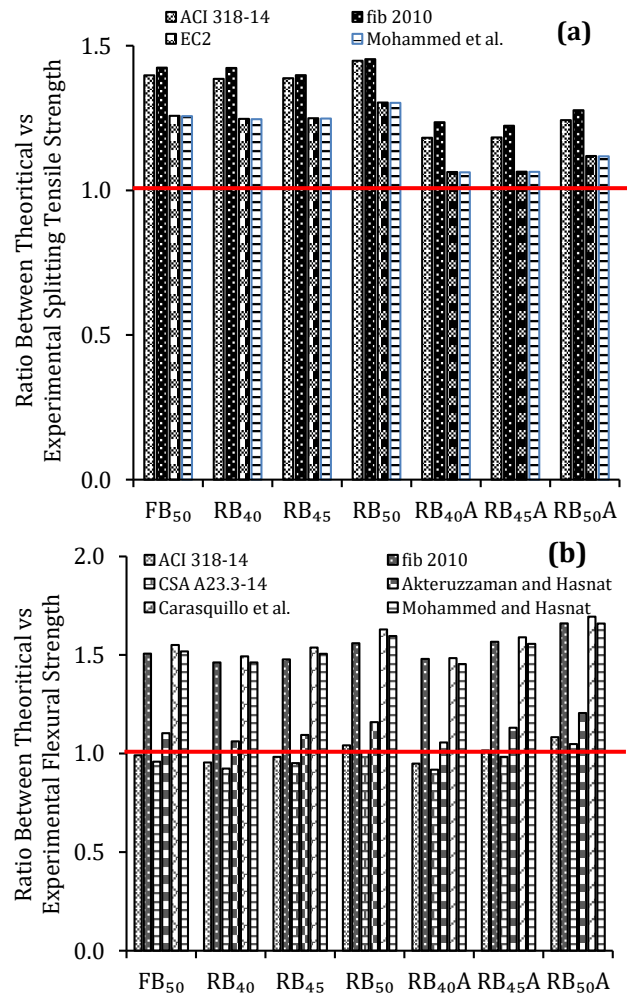 ACI 318-14 fib 2010 (a)
EC2 Mohammed et al.
Ratio Between Theoritical vs
Experimental Splitting Tensile Strength
1.5
1.0
0.5
0.0
FB₅₀ RB₄₀ RB₄₅ RB₅₀ RB₄₀A RB₄₅A RB₅₀A
ACI 318-14 fib 2010 (b)
CSA A23.3-14 Akteruzzaman and Hasnat
Carasquillo et al. Mohammed and Hasnat
Ratio Between Theoritical vs
Experimental Flexural Strength
2.0
1.5
1.0
0.5
0.0
FB₅₀ RB₄₀ RB₄₅ RB₅₀ RB₄₀A RB₄₅A RB₅₀A